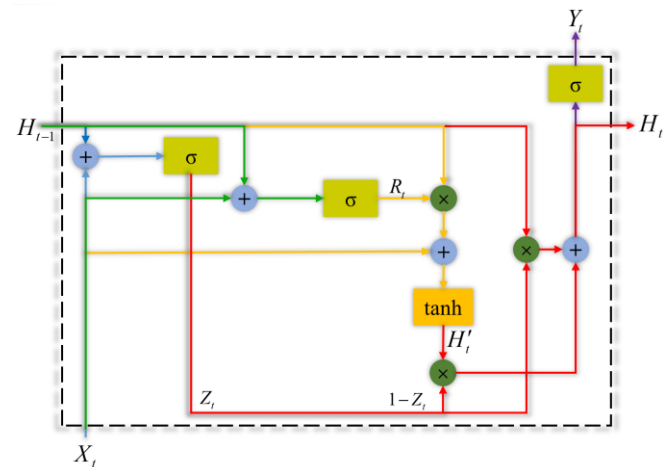 Y_t
σ
H_{t-1}
H_t
+
σ
+
σ
R_t
×
+
×
+
tanh
H'_t
×
Z_t
1-Z_t
X_t